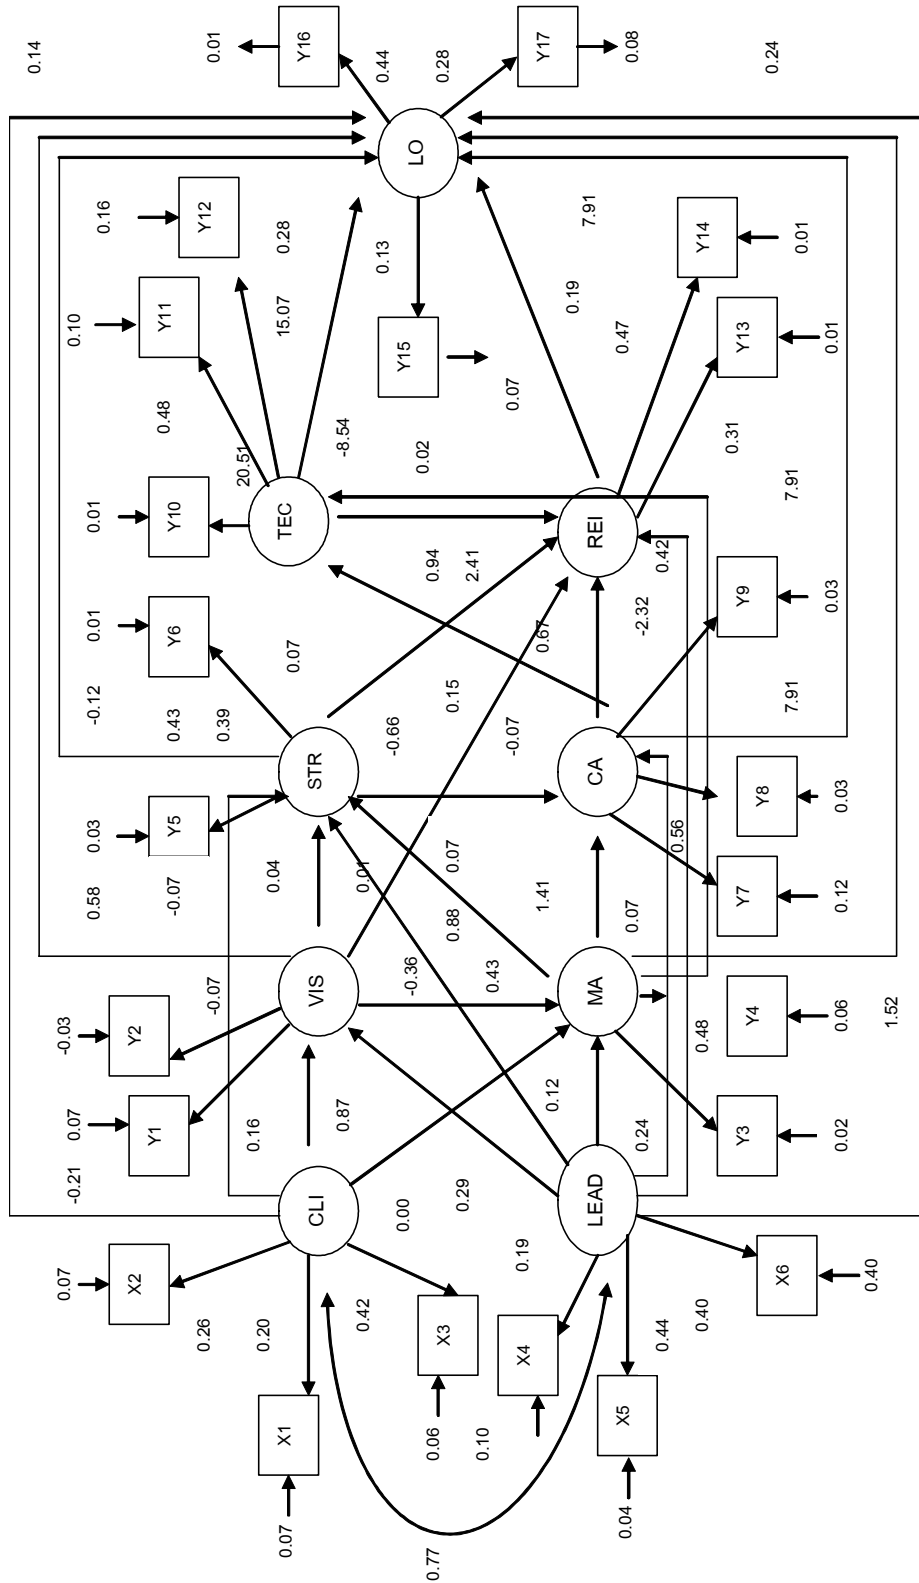 0.14
0.07
-0.21
0.07
-0.03
0.58
0.03
-0.12
0.01
0.01
0.10
0.16
0.01
X2
Y1
Y2
-0.07
Y5
0.43
Y6
Y10
0.48
Y11
Y12
0.26
-0.07
0.39
0.20
0.16
20.51
15.07
0.28
X1
0.04
0.07
TEC
Y16
0.07
CLI
0.87
VIS
STR
-8.54
0.42
0.01
0.00
-0.36
-0.66
0.13
0.44
LO
X3
0.77
0.06
0.88
0.07
0.15
0.94
0.02
Y15
0.28
0.10
0.29
0.43
2.41
X4
0.19
0.12
1.41
-0.07
0.67
0.07
0.19
Y17
LEAD
MA
CA
REI
7.91
X5
0.04
0.44
0.24
0.07
-2.32
0.47
0.08
0.40
0.48
0.56
0.42
Y14
X6
Y3
Y4
Y7
Y8
Y9
0.31
Y13
7.91
7.91
0.24
0.40
0.02
0.06
0.12
0.03
0.03
0.01
0.01
1.52